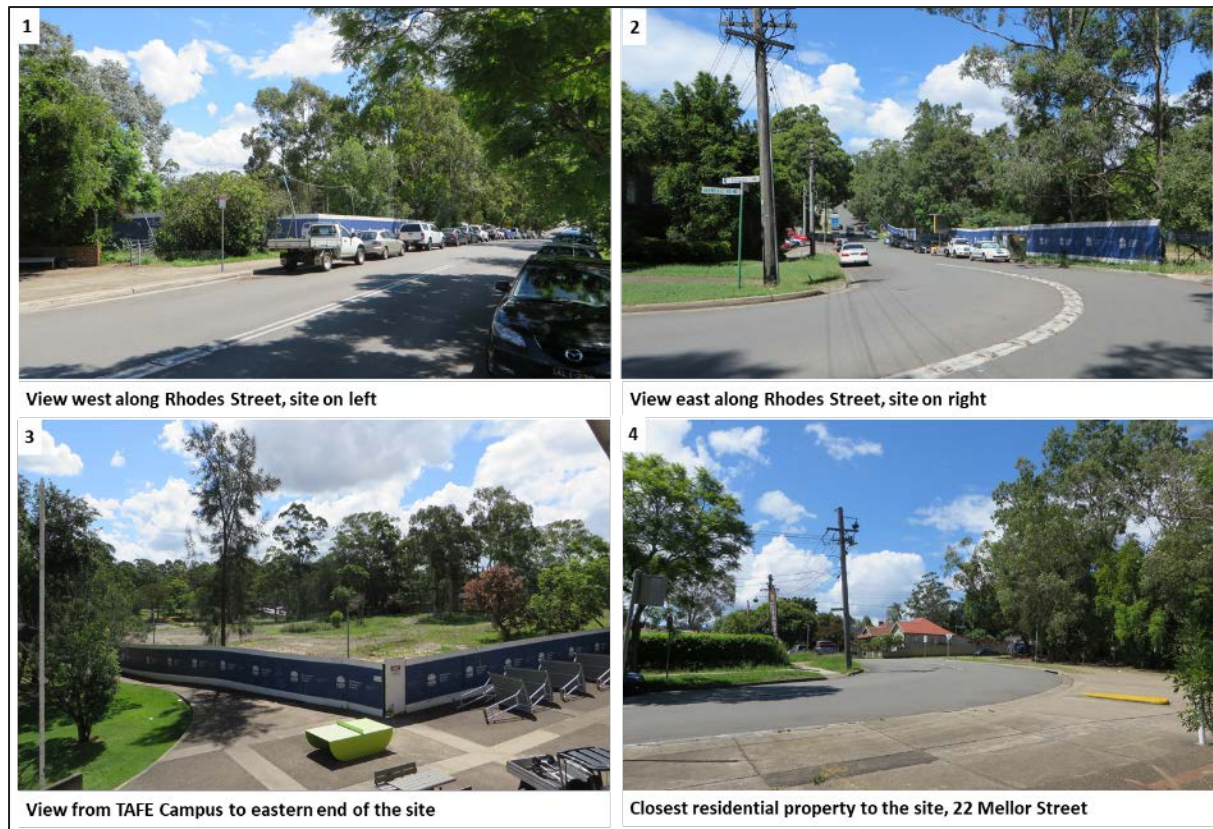 1
2
View west along Rhodes Street, site on left
View east along Rhodes Street, site on right
3
4
View from TAFE Campus to eastern end of the site
Closest residential property to the site, 22 Mellor Street